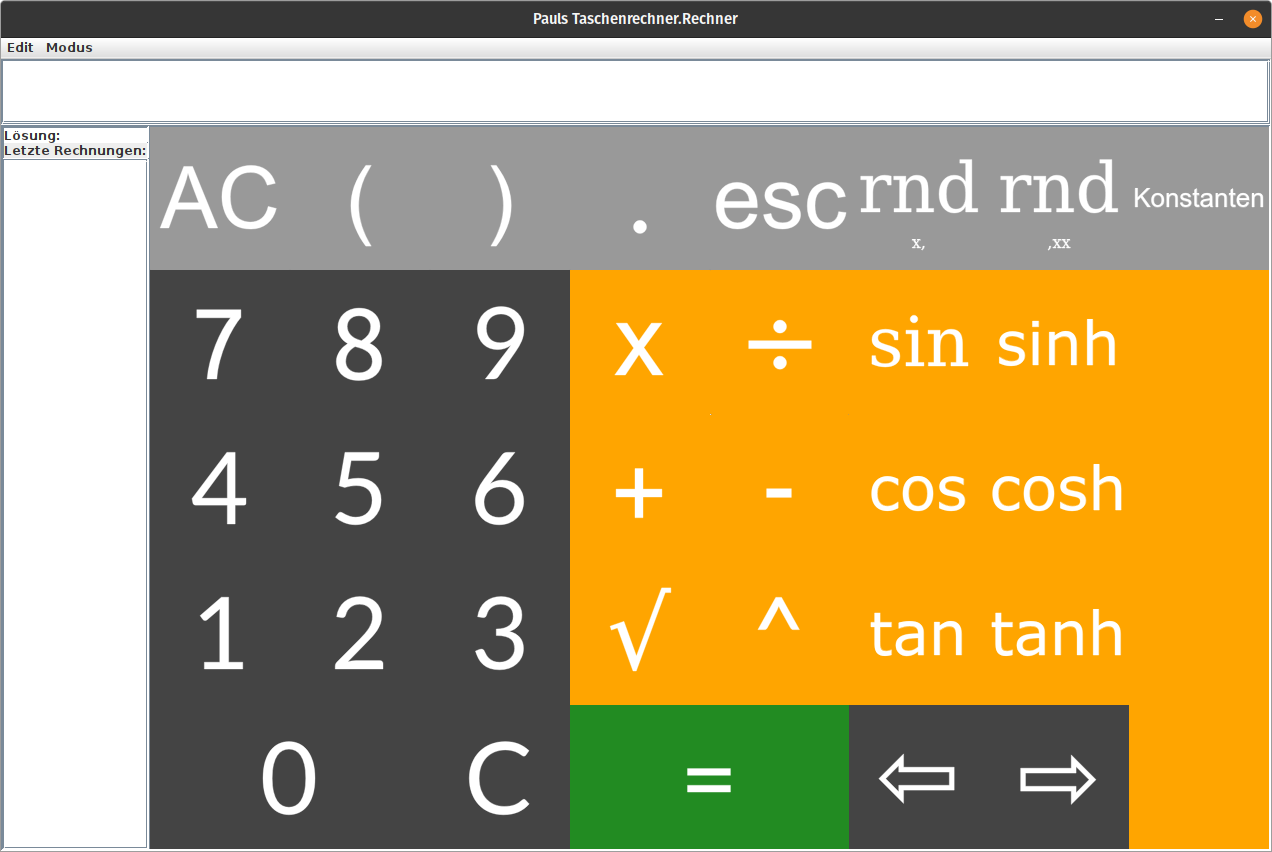 Pauls Taschenrechner.Rechner
Edit Modus
Lösung:
Letzte Rechnungen:
AC ( ) . esc rnd rnd Konstanten
x, ,xx
7 8 9 x ÷ sin sinh
4 5 6 + - cos cosh
1 2 3 √ ^ tan tanh
0 C = ⇦ ⇨